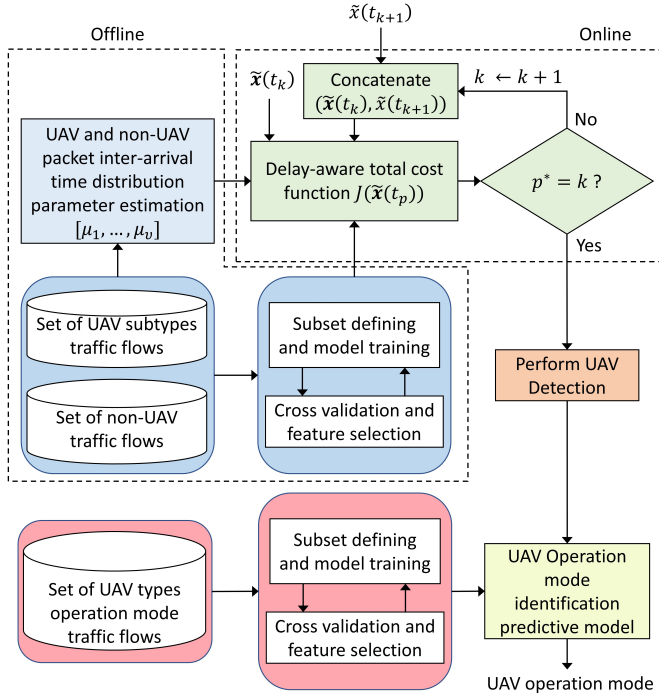 Offline
x̃(t_{k+1})
Online
x̃(t_k)
Concatenate
(x̃(t_k), x̃(t_{k+1}))
k ← k + 1
No
UAV and non-UAV
packet inter-arrival
time distribution
parameter estimation
[μ_1, ..., μ_υ]
Delay-aware total cost
function J(x̃(t_p))
p* = k ?
Yes
Set of UAV subtypes
traffic flows
Set of non-UAV
traffic flows
Subset defining
and model training
Cross validation and
feature selection
Perform UAV
Detection
Set of UAV types
operation mode
traffic flows
Subset defining
and model training
Cross validation and
feature selection
UAV Operation
mode
identification
predictive model
UAV operation mode